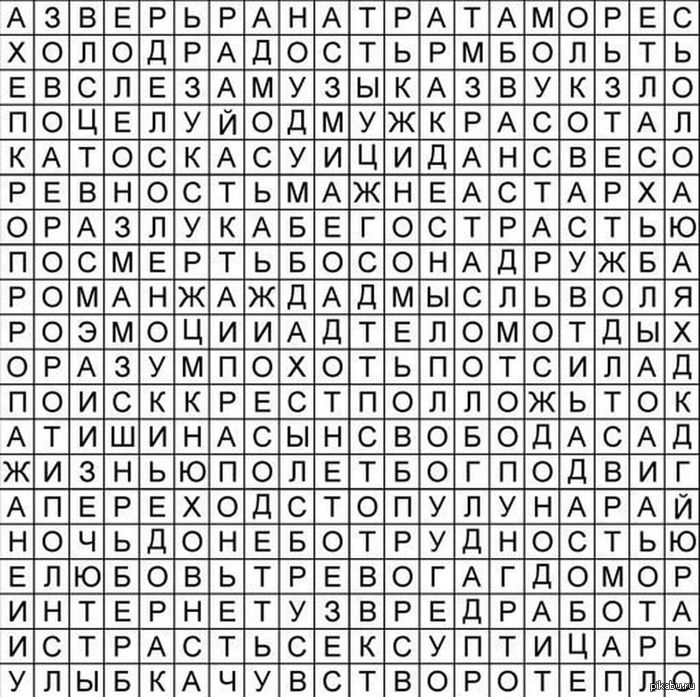 А З В Е Р Ь Р А Н А Т Р А Т А М О Р Е С
Х О Л О Д Р А Д О С Т Ь Р М Б О Л Ь Т Ь
Е В С Л Е З А М У З Ы К А З В У К З Л О
П О Ц Е Л У Й О Д М У Ж К Р А С О Т А Л
К А Т О С К А С У И Ц И Д А Н С В Е С О
Р Е В Н О С Т Ь М А Ж Н Е А С Т А Р Х А
О Р А З Л У К А Б Е Г О С Т Р А С Т Ь Ю
П О С М Е Р Т Ь Б О С О Н А Д Р У Ж Б А
Р О М А Н Ж А Ж Д А Д М Ы С Л Ь В О Л Я
Р О Э М О Ц И И А Д Т Е Л О М О Т Д Ы Х
О Р А З У М П О Х О Т Ь П О Т С И Л А Д
П О И С К К Р Е С Т П О Л Л О Ж Ь Т О К
А Т И Ш И Н А С Ы Н С В О Б О Д А С А Д
Ж И З Н Ь Ю П О Л Е Т Б О Г П О Д В И Г
А П Е Р Е Х О Д С Т О П У Л У Н А Р А Й
Н О Ч Ь Д О Н Е Б О Т Р У Д Н О С Т Ь Ю
Е Л Ю Б О В Ь Т Р Е В О Г А Г Д О М О Р
И Н Т Е Р Н Е Т У З В Р Е Д Р А Б О Т А
И С Т Р А С Т Ь С Е К С У П Т И Ц А Р Ь
У Л Ы Б К А Ч У В С Т В О Р О Т Е П Л О
pikabu.ru